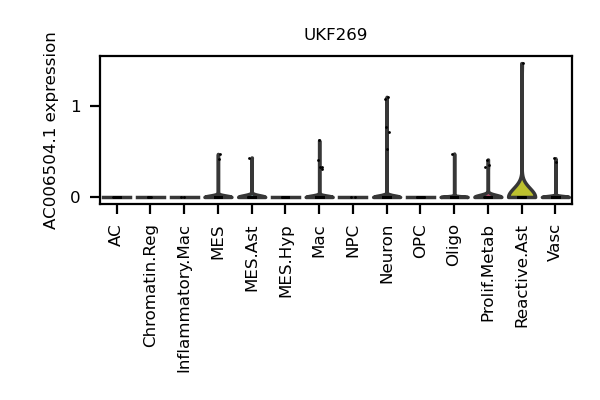 UKF269
AC006504.1 expression
1
0
AC
Chromatin.Reg
Inflammatory.Mac
MES
MES.Ast
MES.Hyp
Mac
NPC
Neuron
OPC
Oligo
Prolif.Metab
Reactive.Ast
Vasc